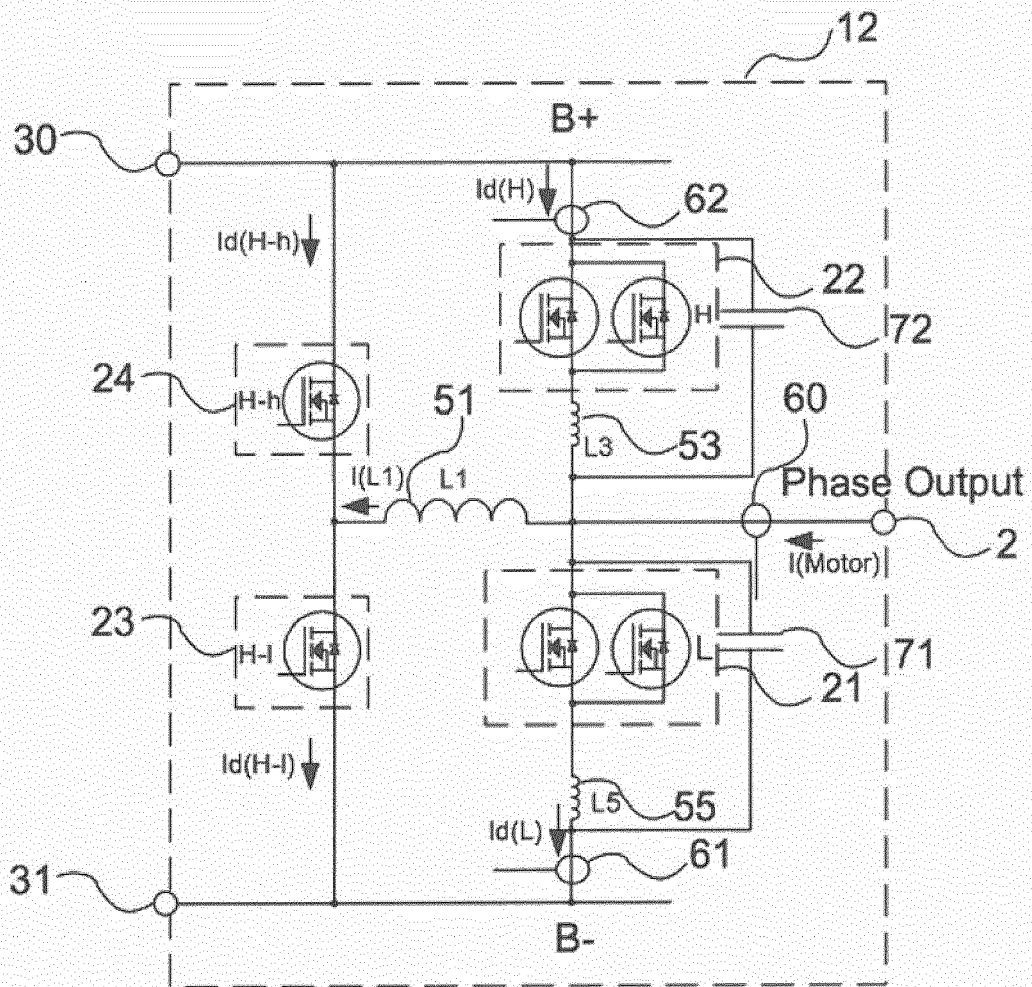 12
B+
30
Id(H)
62
Id(H-h)
22
H
72
24
H-h
51
60
L3
53
I(L1)
L1
Phase Output
2
I(Motor)
23
H-l
L
71
21
Id(H-l)
L5
55
Id(L)
61
31
B-